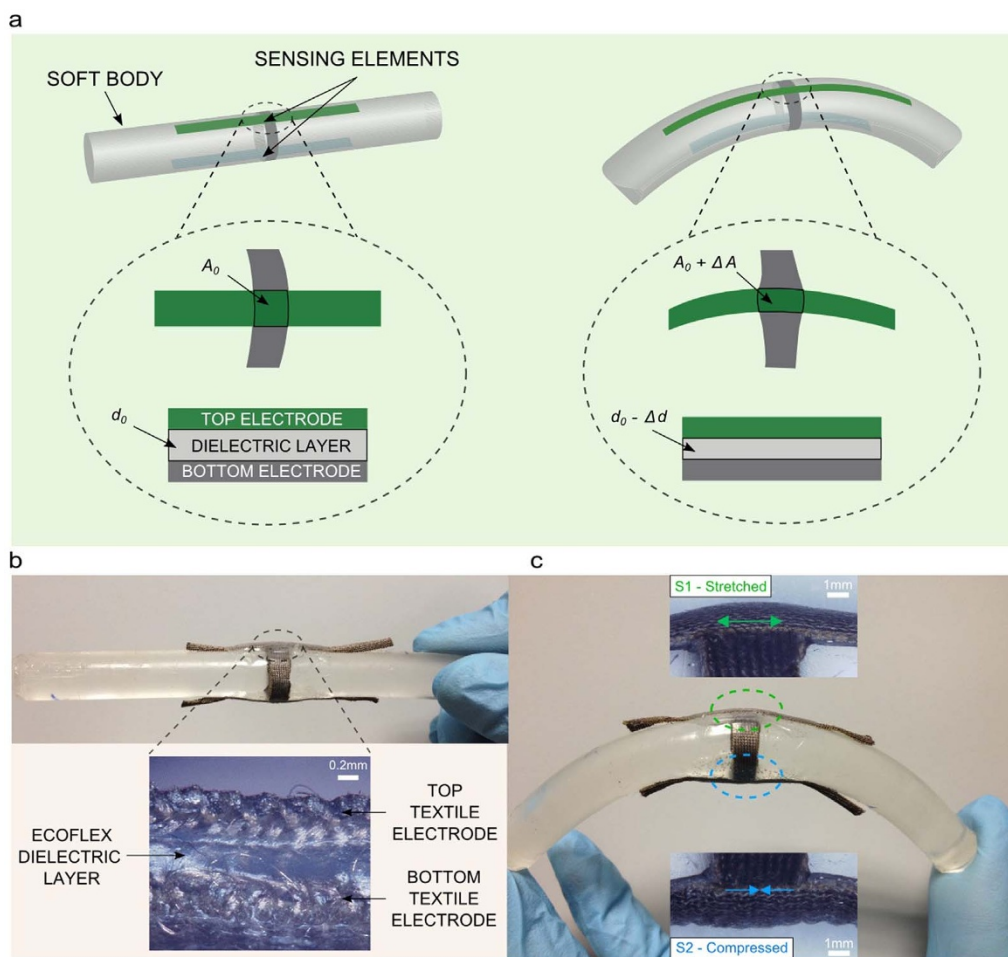 a
SENSING ELEMENTS
SOFT BODY
A₀
A₀ + ΔA
d₀
TOP ELECTRODE
DIELECTRIC LAYER
BOTTOM ELECTRODE
d₀ - Δd
b
0.2mm
TOP
TEXTILE
ELECTRODE
ECOFLEX
DIELECTRIC
LAYER
BOTTOM
TEXTILE
ELECTRODE
c
S1 - Stretched
1mm
S2 - Compressed
1mm